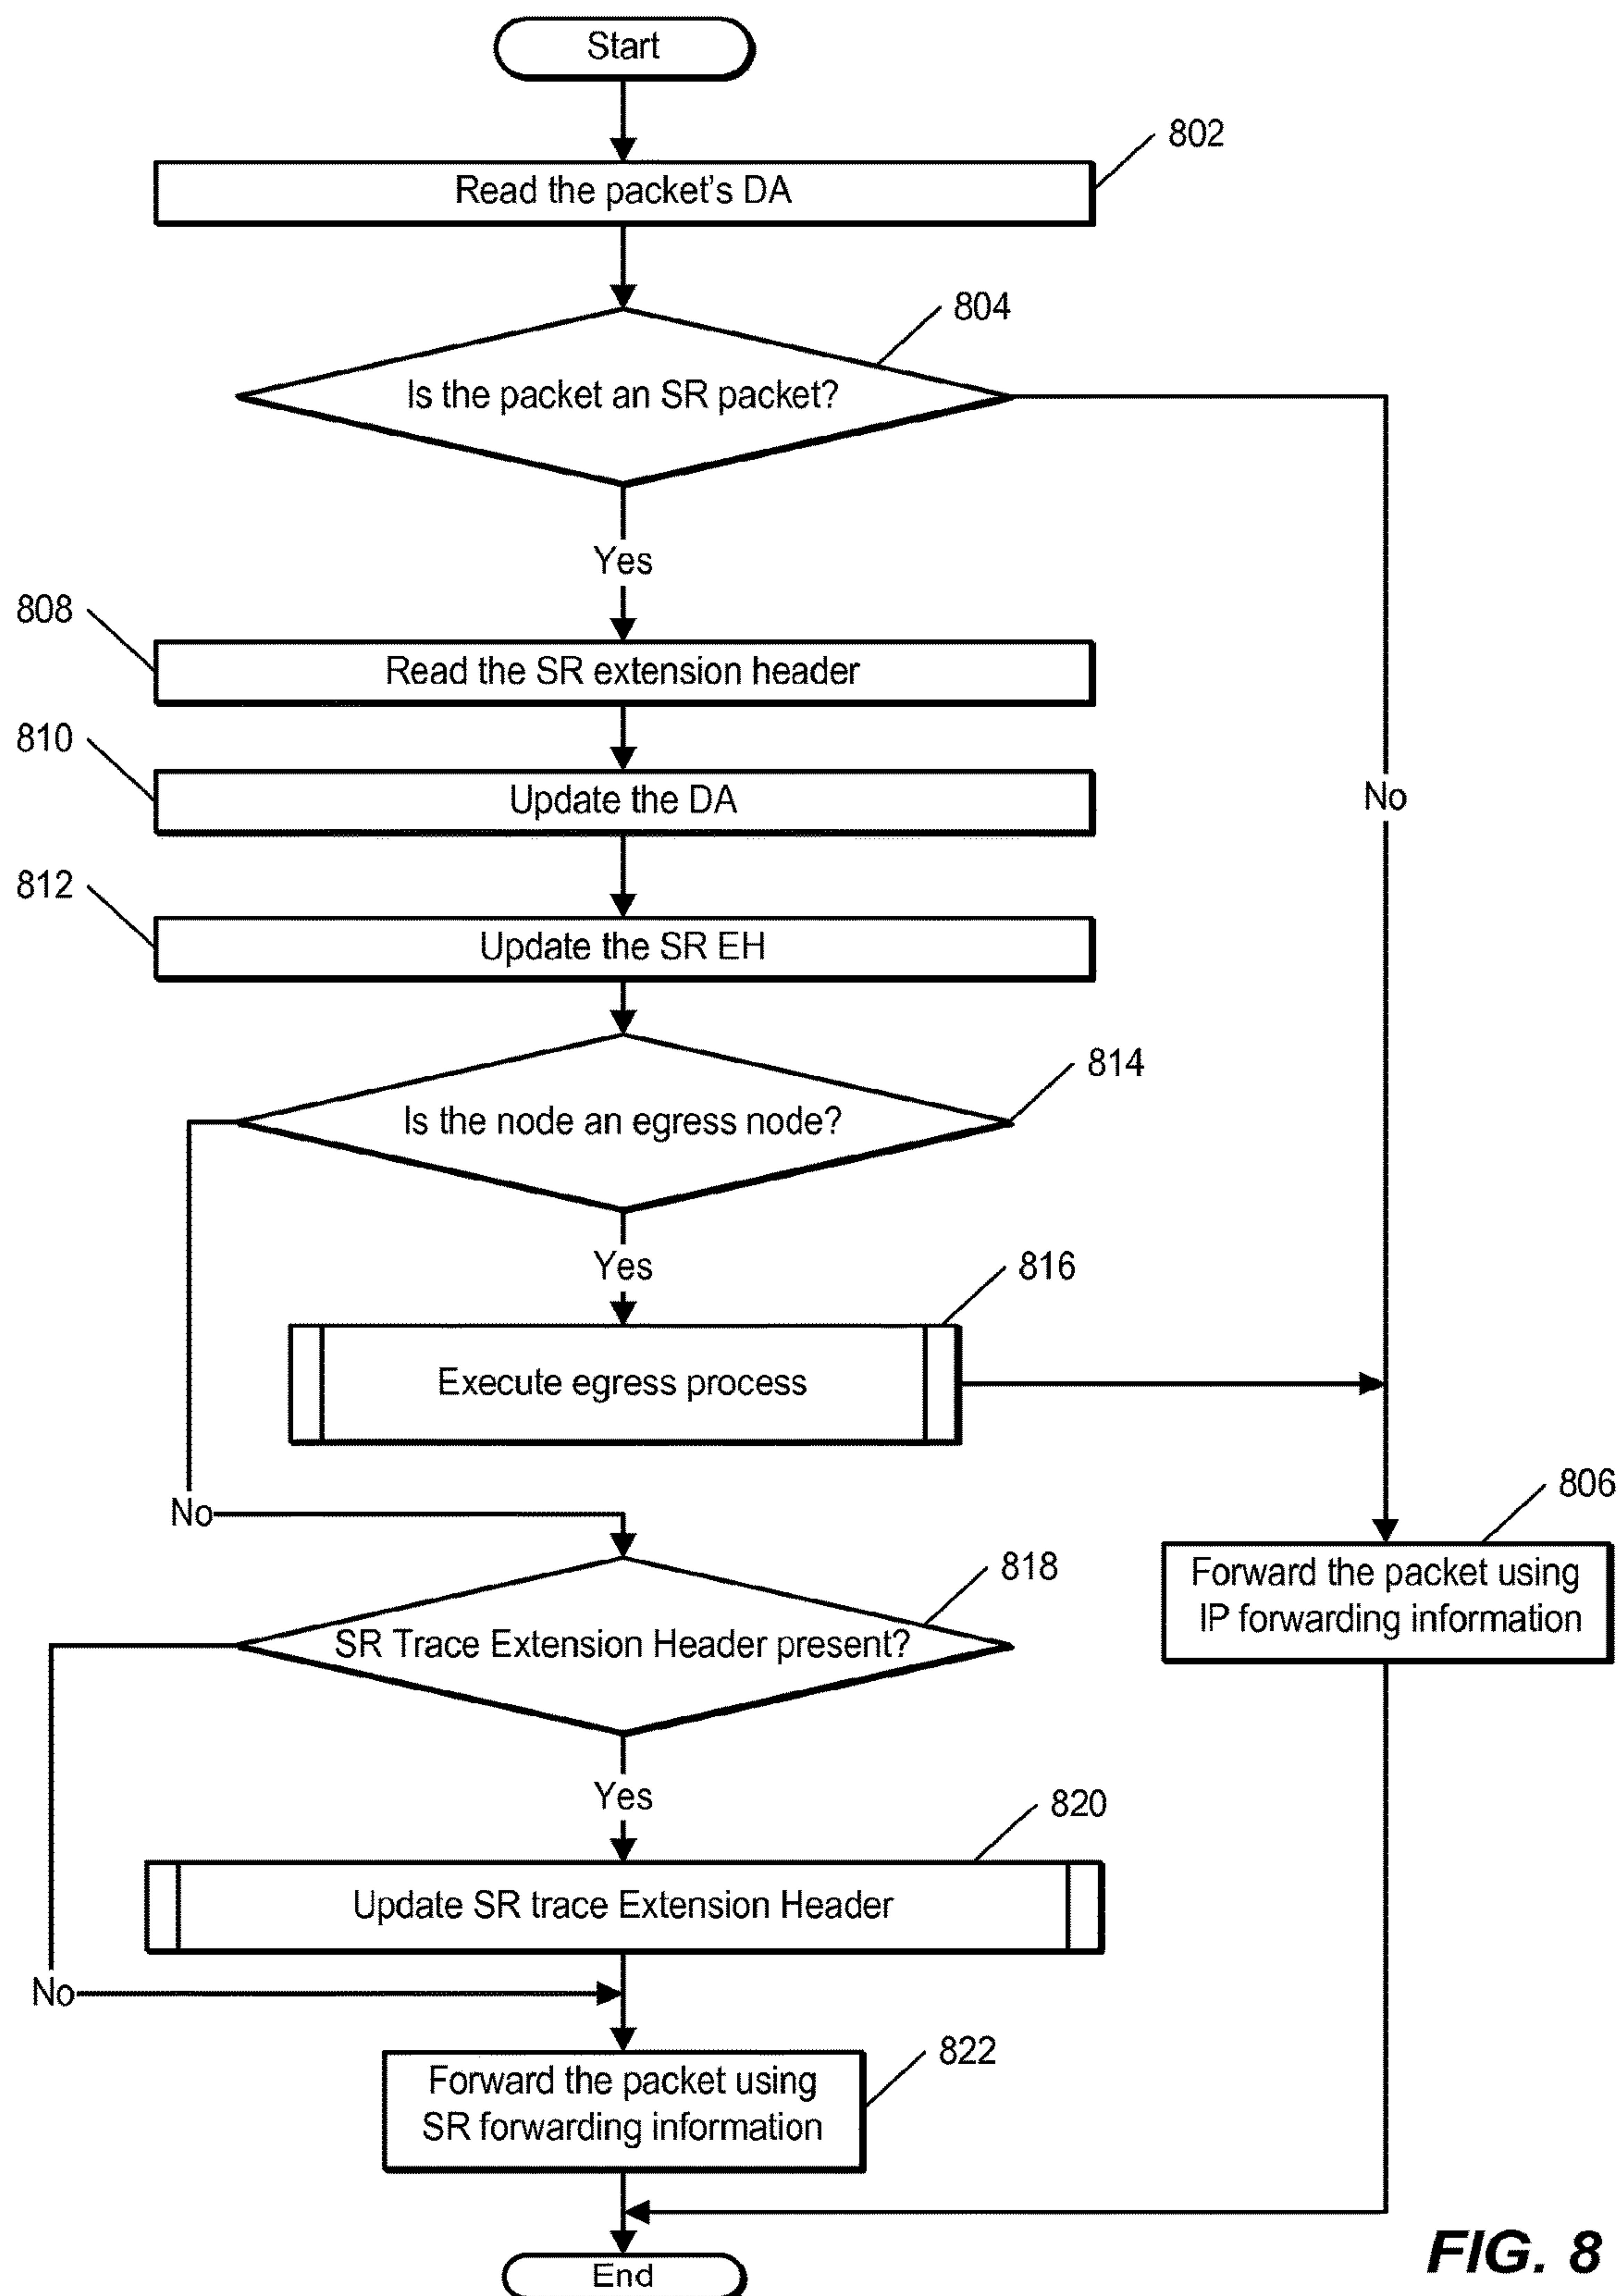 Start
802
Read the packet's DA
804
Is the packet an SR packet?
Yes
808
Read the SR extension header
810
Update the DA
No
812
Update the SR EH
814
Is the node an egress node?
Yes
816
Execute egress process
806
No
Forward the packet using
IP forwarding information
818
SR Trace Extension Header present?
Yes
820
Update SR trace Extension Header
No
822
Forward the packet using
SR forwarding information
FIG. 8
End